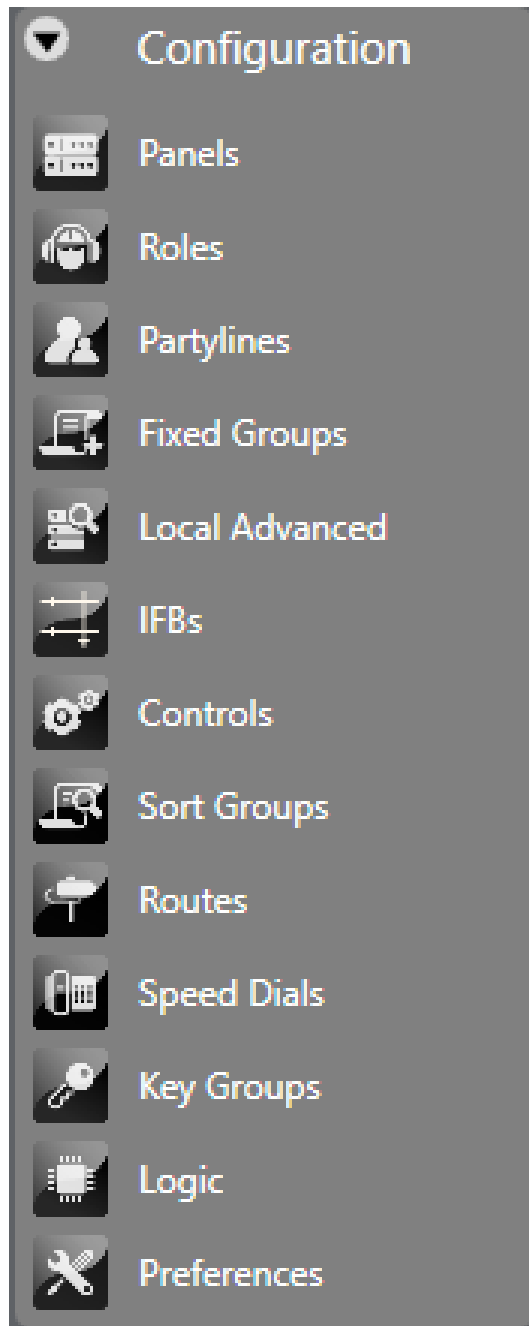 Configuration
Panels
Roles
Partylines
Fixed Groups
Local Advanced
IFBs
Controls
Sort Groups
Routes
Speed Dials
Key Groups
Logic
Preferences